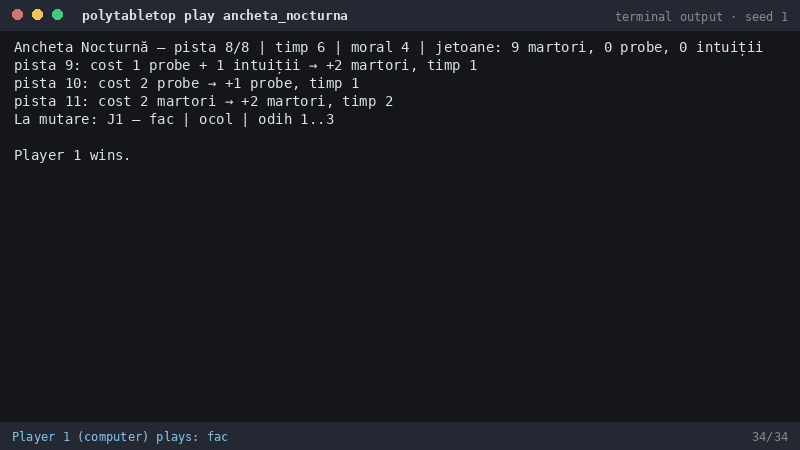 polytabletop play ancheta_nocturna
terminal output · seed 1
Ancheta Nocturnă — pista 8/8 | timp 6 | moral 4 | jetoane: 9 martori, 0 probe, 0 intuiții
pista 9: cost 1 probe + 1 intuiții → +2 martori, timp 1
pista 10: cost 2 probe → +1 probe, timp 1
pista 11: cost 2 martori → +2 martori, timp 2
La mutare: J1 — fac | ocol | odih 1..3
Player 1 wins.
Player 1 (computer) plays: fac
34/34